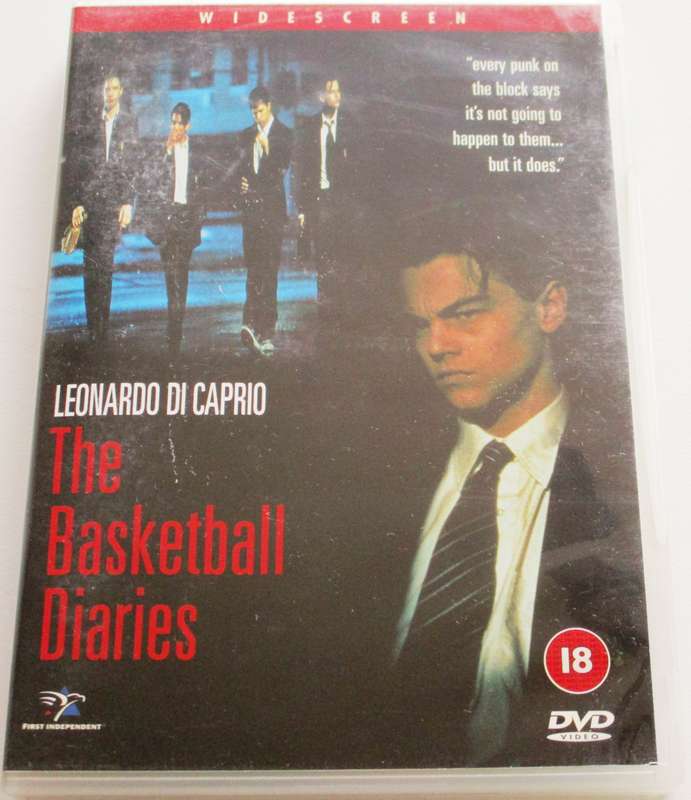 WIDESCREEN
"every punk on
the block says
it's not going to
happen to them...
but it does."
LEONARDO DI CAPRIO
The
Basketball
Diaries
18
FIRST INDEPENDENT
DVD
VIDEO